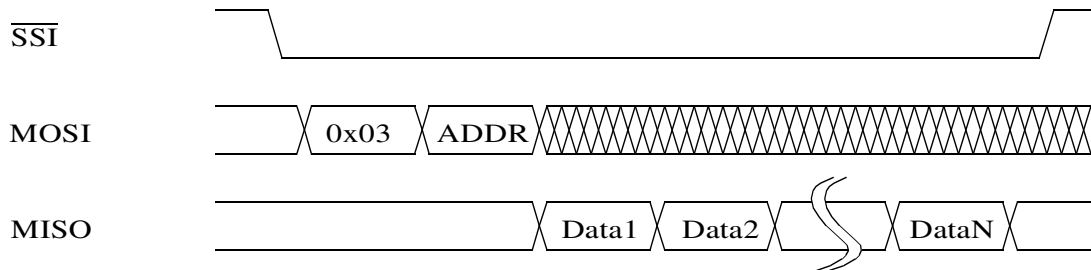 SSI
MOSI 0x03 ADDR
MISO Data1 Data2 DataN